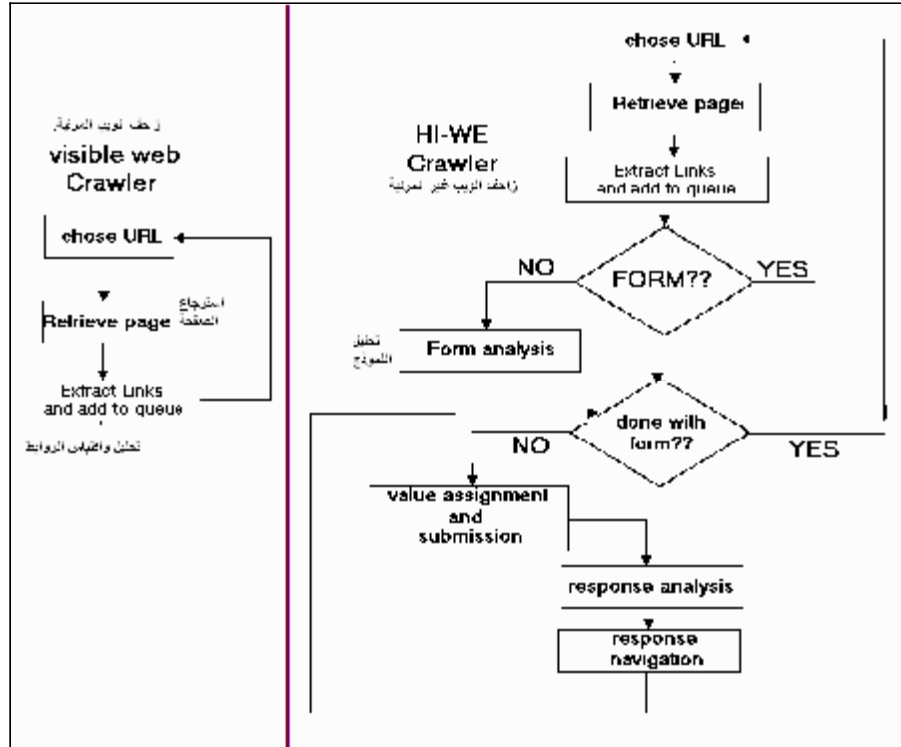 زاحف الويب المرئية
visible web
Crawler
chose URL
Retrieve page
استرجاع
الصفحة
Extract Links
and add to queue
تحليل واقتباس الروابط
HI-WE
Crawler
زاحف الويب غير المرئية
chose URL
Retrieve page
Extract Links
and add to queue
FORM??
NO
YES
تحليل
النموذج
Form analysis
done with
form??
NO
YES
value assignment
and
submission
response analysis
response
navigation